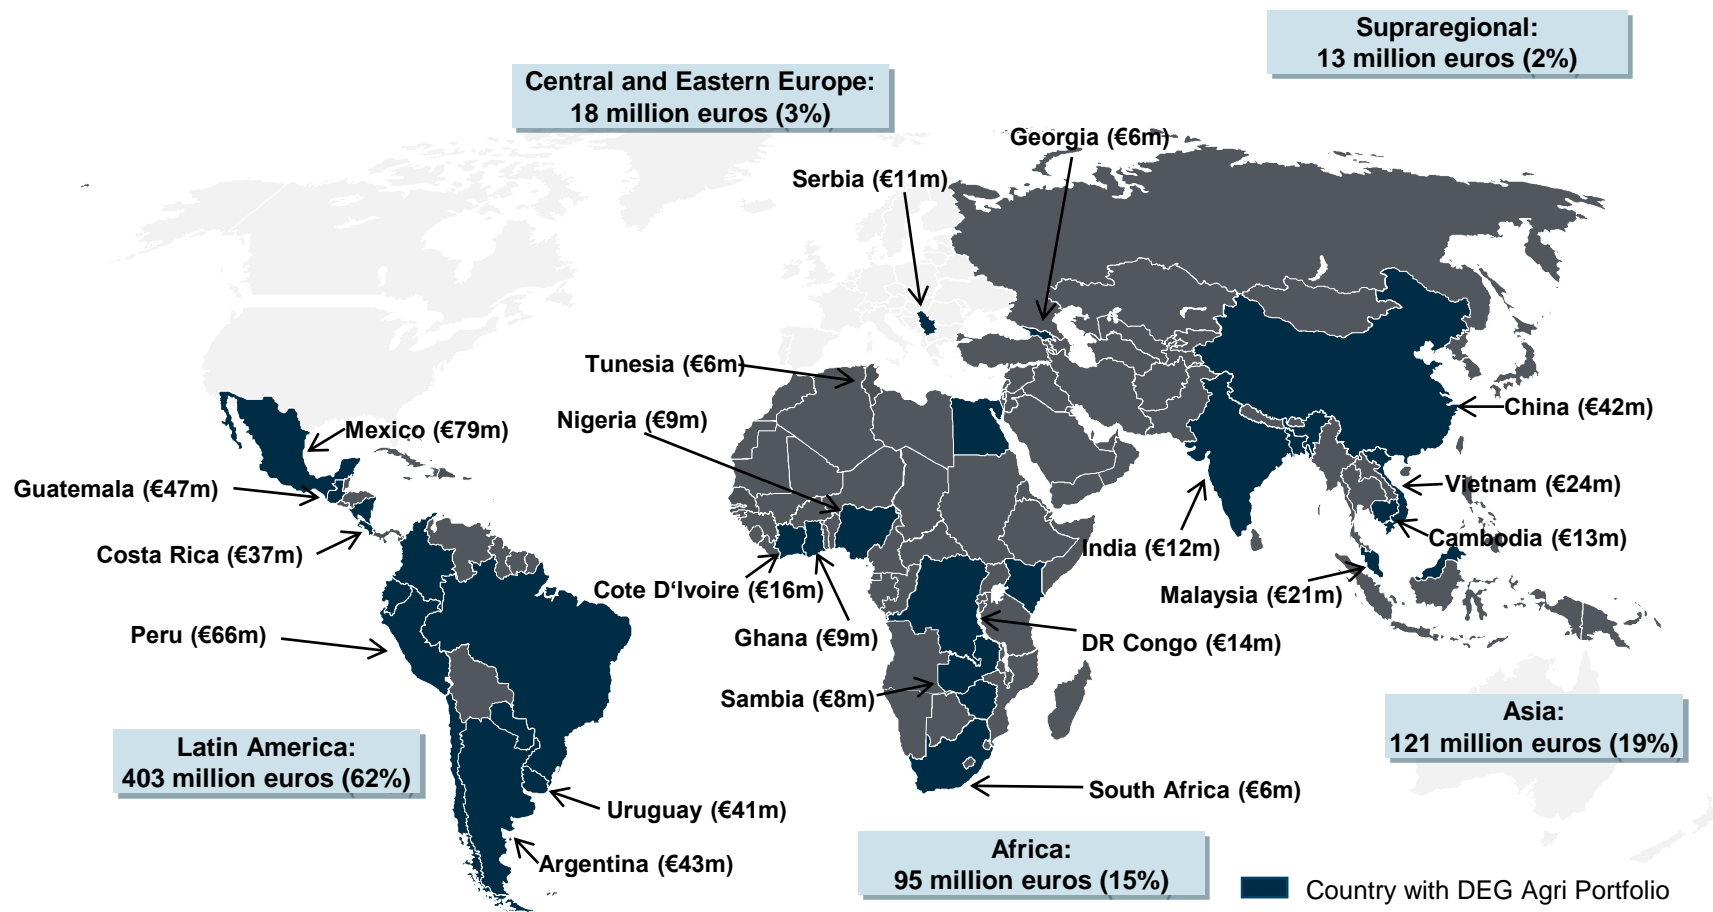 Supraregional:
13 million euros (2%)
Central and Eastern Europe:
18 million euros (3%)
Georgia (€6m)
Serbia (€11m)
Tunesia (€6m)
Nigeria (€9m)
China (€42m)
Mexico (€79m)
Guatemala (€47m)
Vietnam (€24m)
Costa Rica (€37m)
Cambodia (€13m)
India (€12m)
Cote D‘Ivoire (€16m)
Malaysia (€21m)
Peru (€66m)
Ghana (€9m)
DR Congo (€14m)
Sambia (€8m)
Asia:
121 million euros (19%)
Latin America:
403 million euros (62%)
South Africa (€6m)
Uruguay (€41m)
Argentina (€43m)
Africa:
95 million euros (15%)
Country with DEG Agri Portfolio